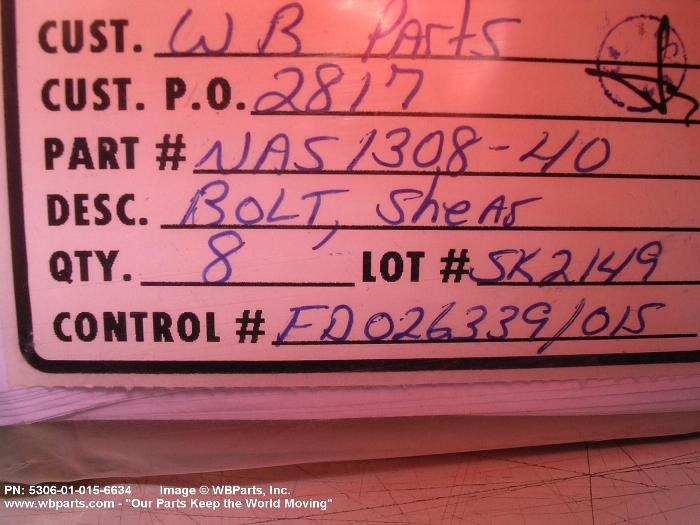 CUST. WB Parts
CUST. P.O. 2817
PART # NAS1308-40
DESC. BOLT, Shear
QTY. 8 LOT # SK2149
CONTROL # FD026339/015
PN: 5306-01-015-6634 Image © WBParts, Inc.
www.wbparts.com - "Our Parts Keep the World Moving"